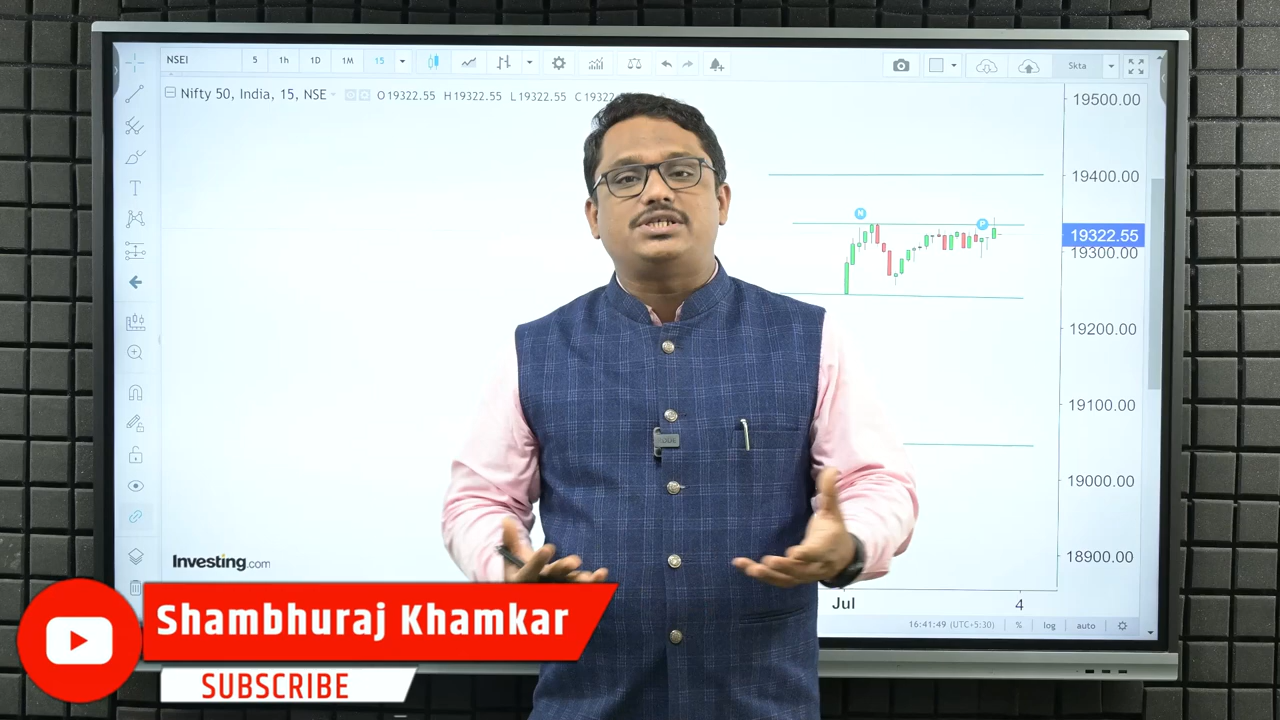 NSEI 5 1h 1D 1M 15 Skta
Nifty 50, India, 15, NSE O19322.55 H19322.55 L19322.55
19500.00
19400.00
N
P
19322.55
19300.00
19200.00
19100.00
19000.00
18900.00
T
RODE
Investing.com
Jul 4
16:41:49 (UTC+5:30) % log auto
Shambhuraj Khamkar
SUBSCRIBE